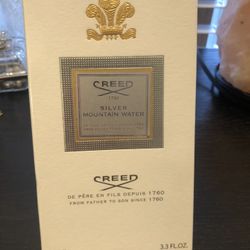 CREED
1760
SILVER
MOUNTAIN WATER
CREED
DE PÈRE EN FILS DEPUIS 1760
FROM FATHER TO SON SINCE 1760
3.3 FL.OZ.